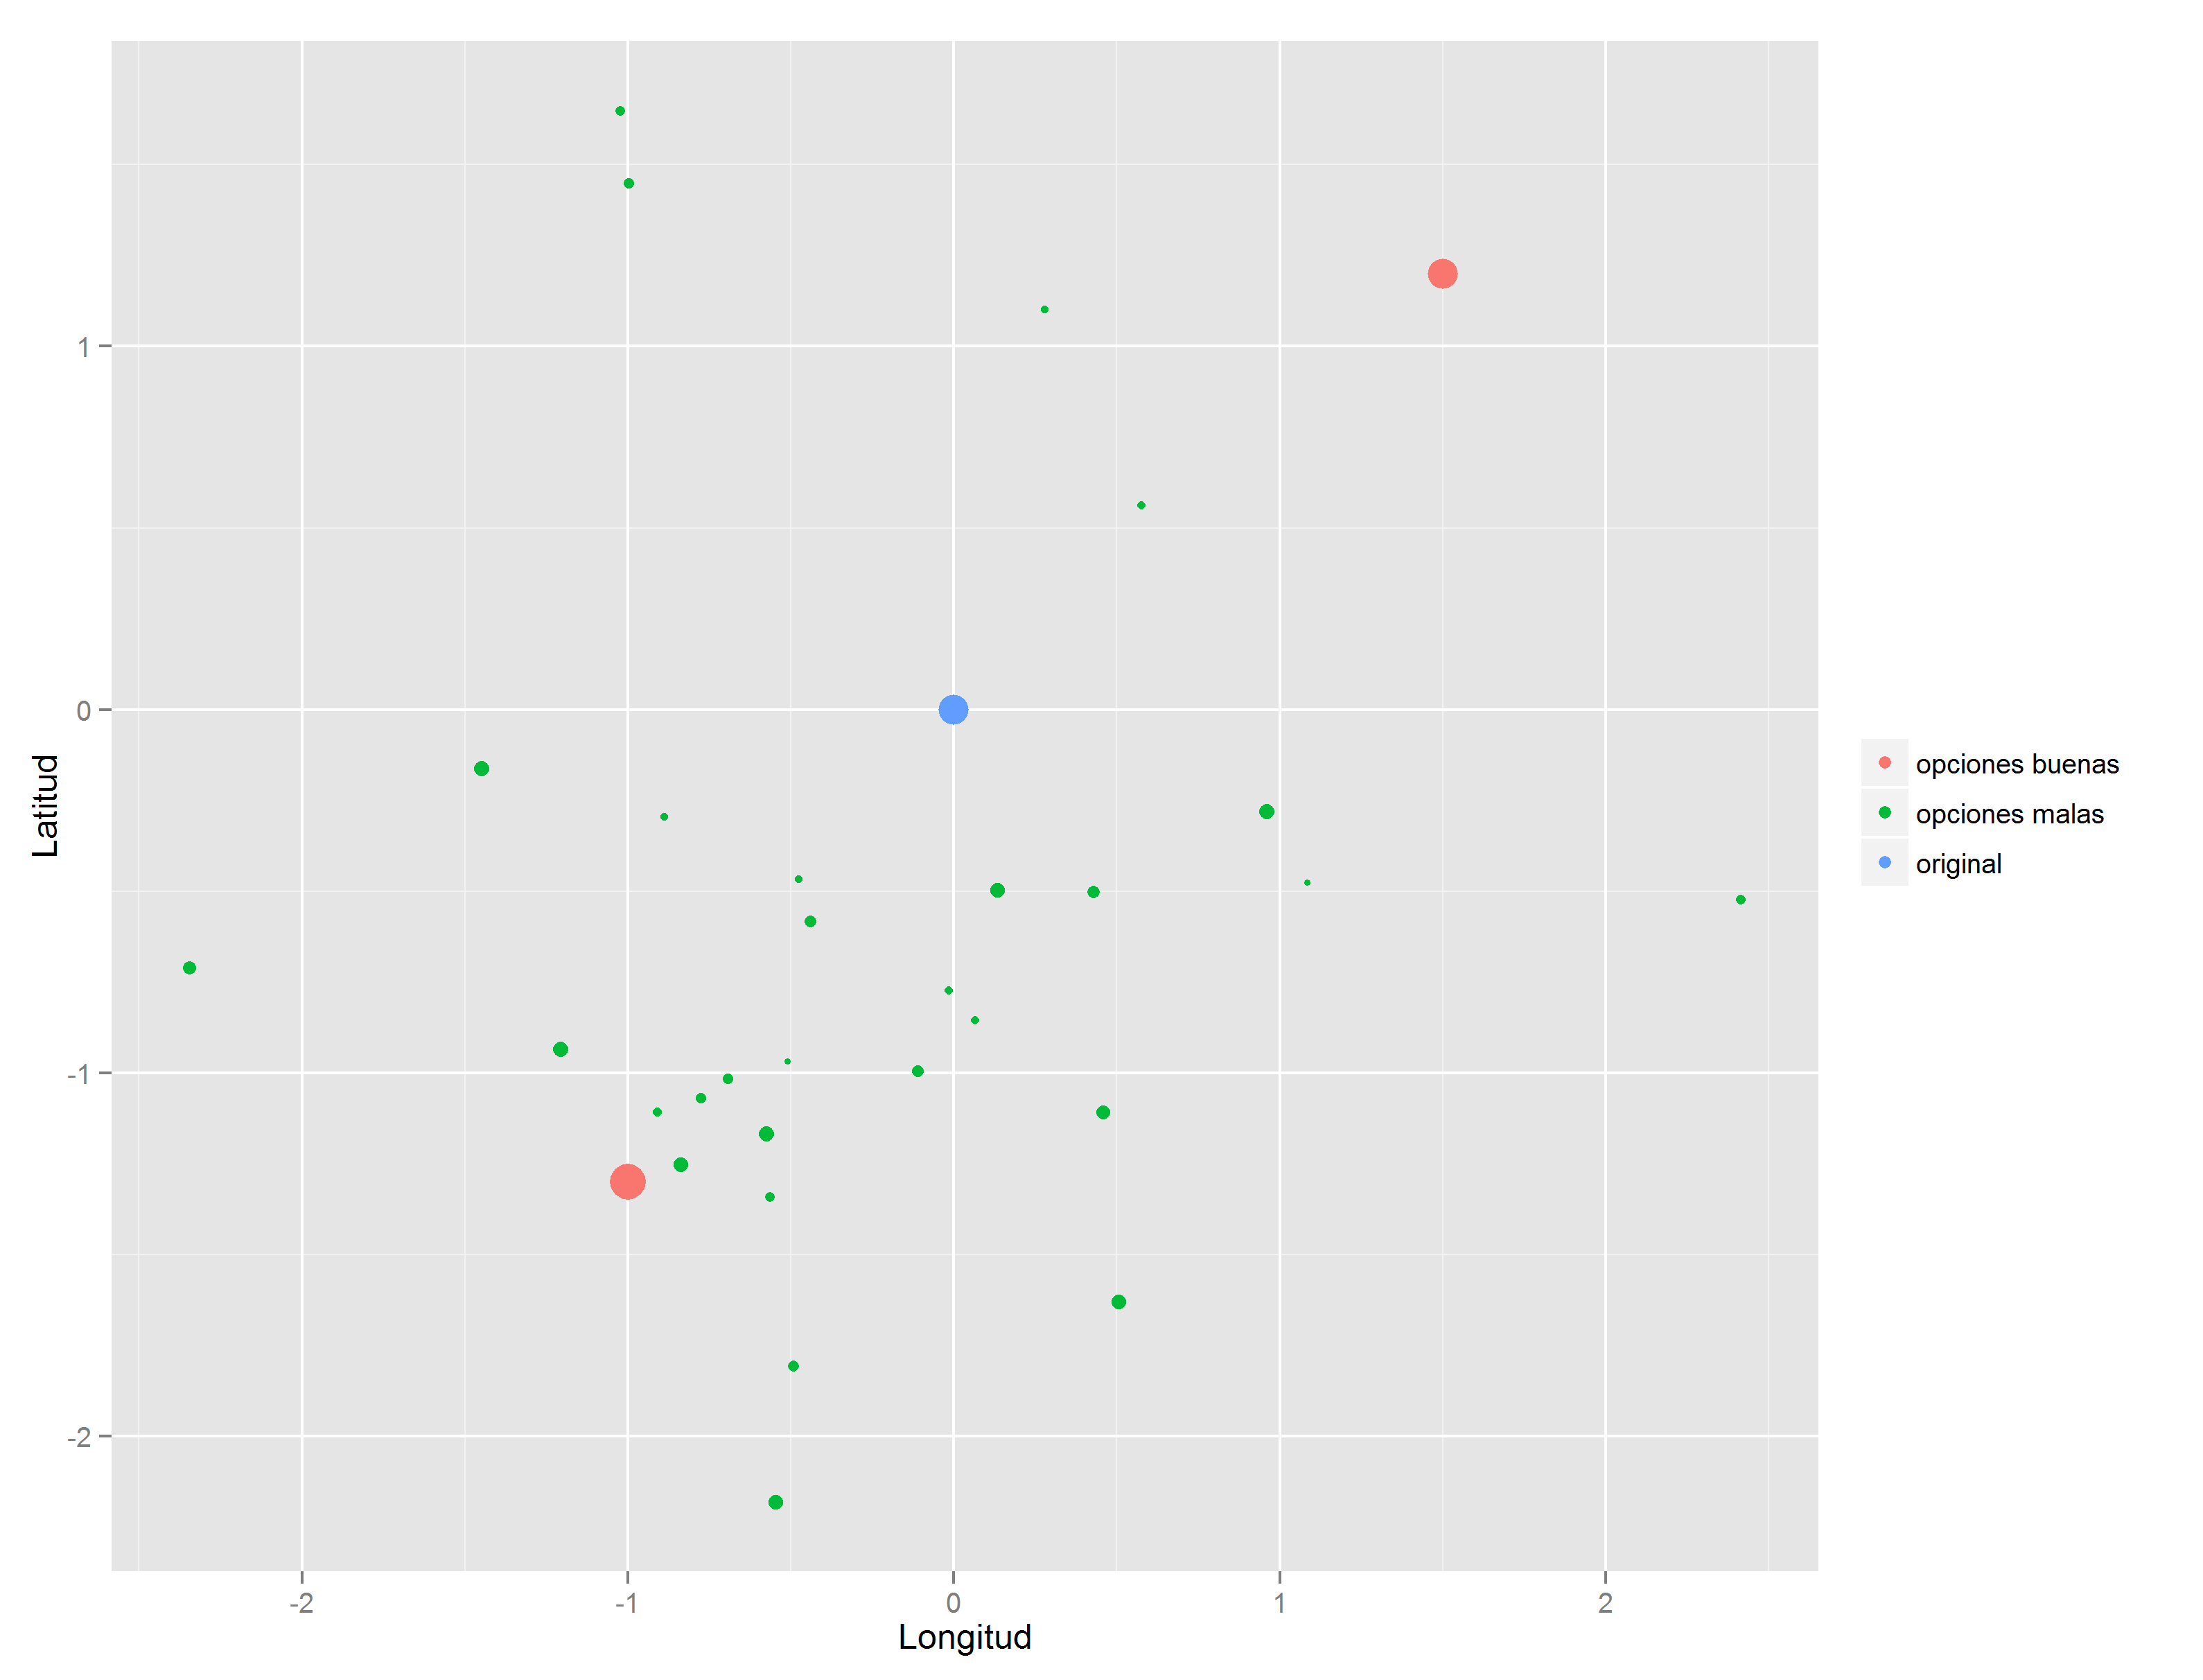 1
0
-1
-2
Latitud
-2
-1
0
1
2
Longitud
opciones buenas
opciones malas
original